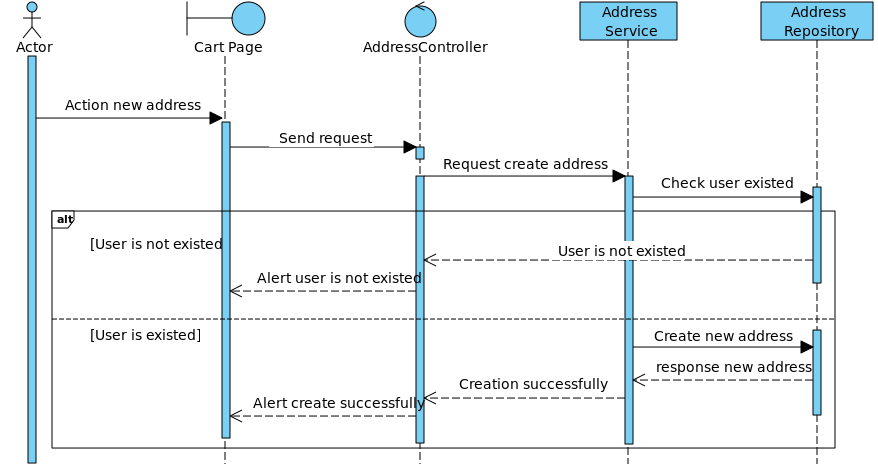 Address
Service
Address
Repository
Actor
Cart Page
AddressController
Action new address
Send request
Request create address
Check user existed
alt
[User is not existed
User is not existed
Alert user is not existed
[User is existed]
Create new address
response new address
Creation successfully
Alert create successfully